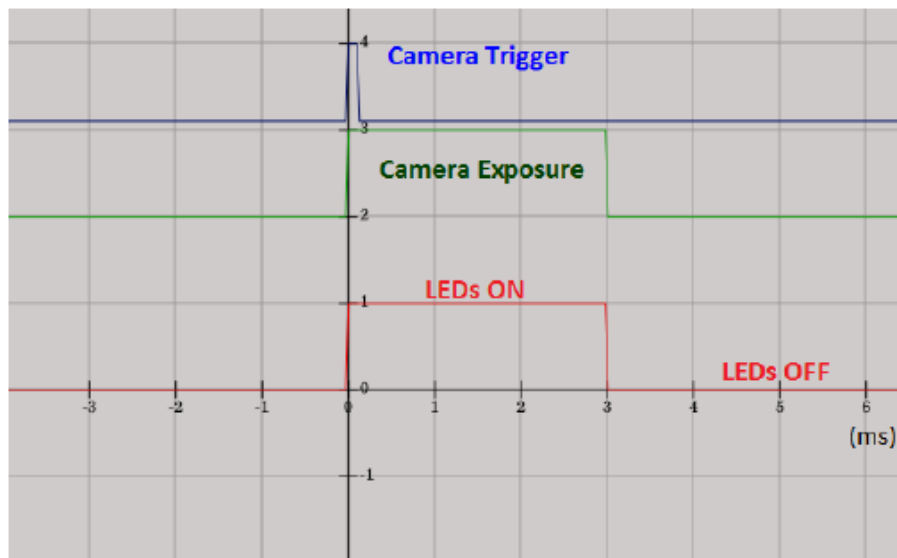 4
Camera Trigger
3
Camera Exposure
2
1
LEDs ON
0
LEDs OFF
-3 -2 -1 0 1 2 3 4 5 6
(ms)
-1